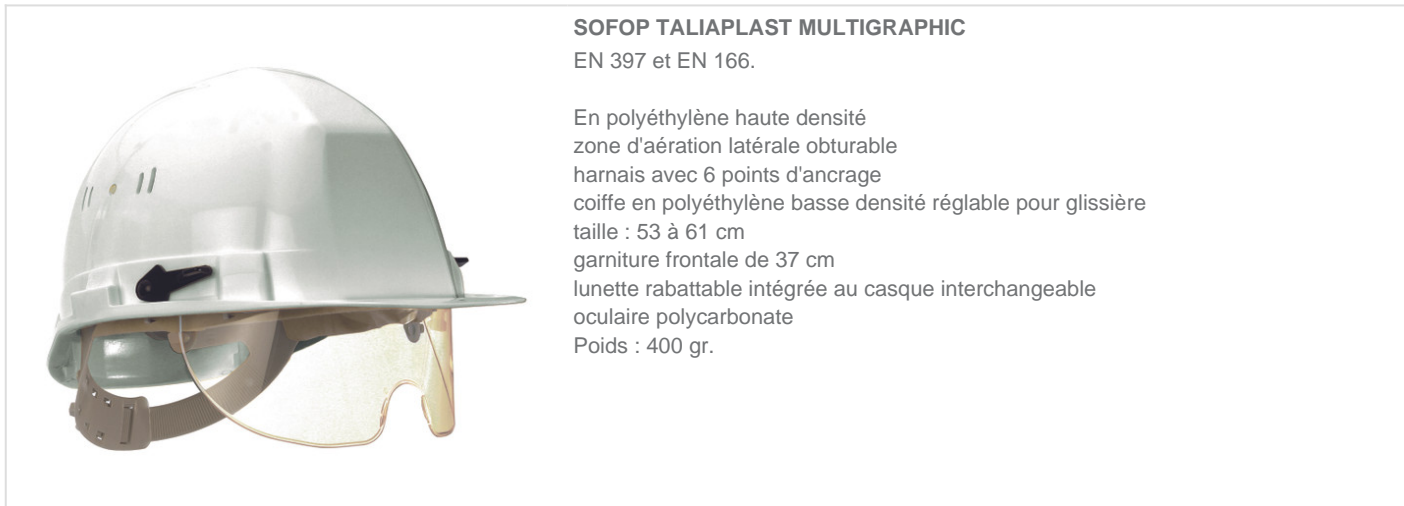 SOFOP TALIAPLAST MULTIGRAPHIC
EN 397 et EN 166.
En polyéthylène haute densité
zone d'aération latérale obturable
harnais avec 6 points d'ancrage
coiffe en polyéthylène basse densité réglable pour glissière
taille : 53 à 61 cm
garniture frontale de 37 cm
lunette rabattable intégrée au casque interchangeable
oculaire polycarbonate
Poids : 400 gr.